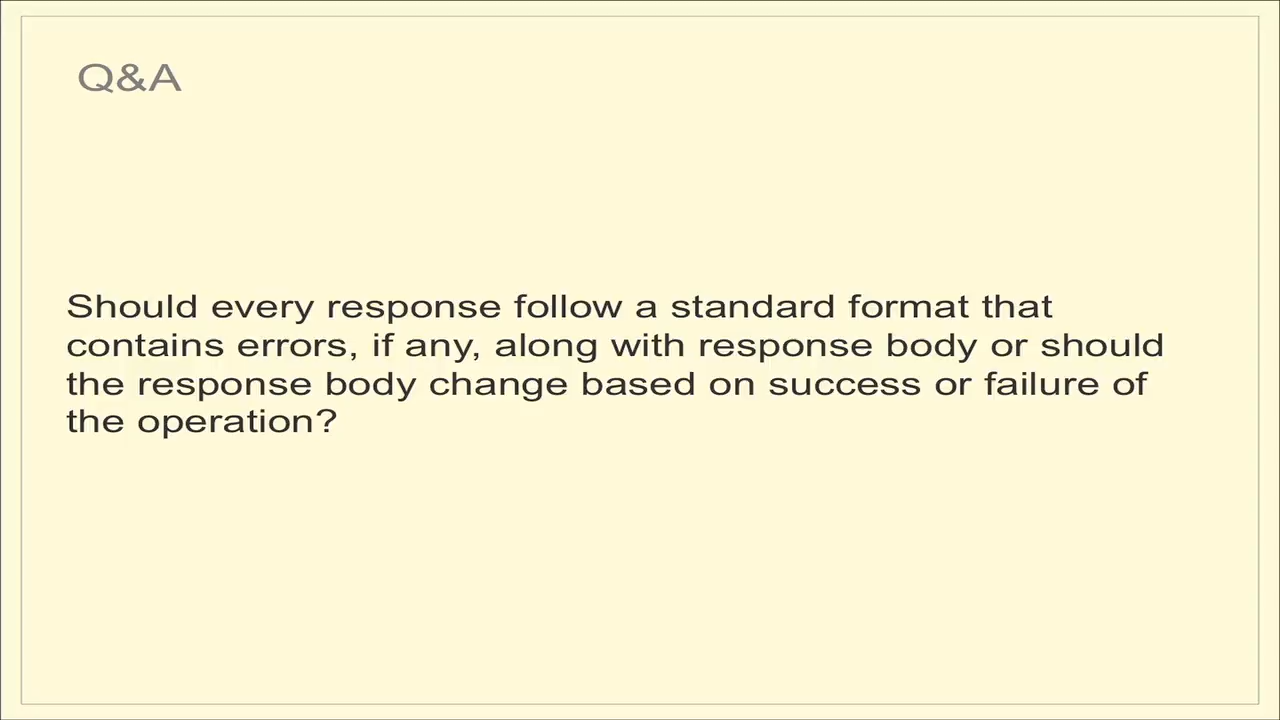 Q&A
Should every response follow a standard format that
contains errors, if any, along with response body or should
the response body change based on success or failure of
the operation?